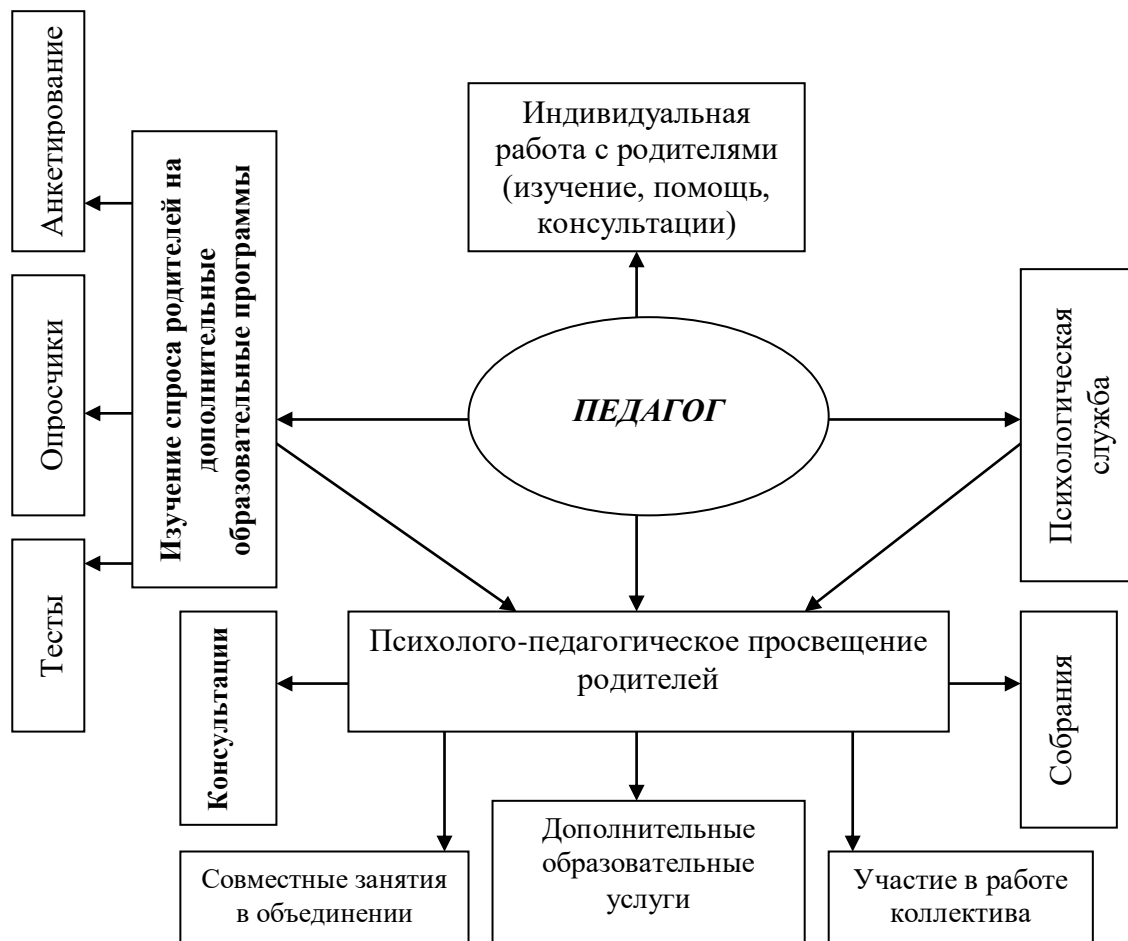 Анкетирование
Индивидуальная
работа с родителями
(изучение, помощь,
консультации)
Изучение спроса родителей на
дополнительные
образовательные программы
Опросчики
ПЕДАГОГ
Психологическая
служба
Тесты
Консультации
Психолого-педагогическое просвещение
родителей
Собрания
Совместные занятия
в объединении
Дополнительные
образовательные
услуги
Участие в работе
коллектива